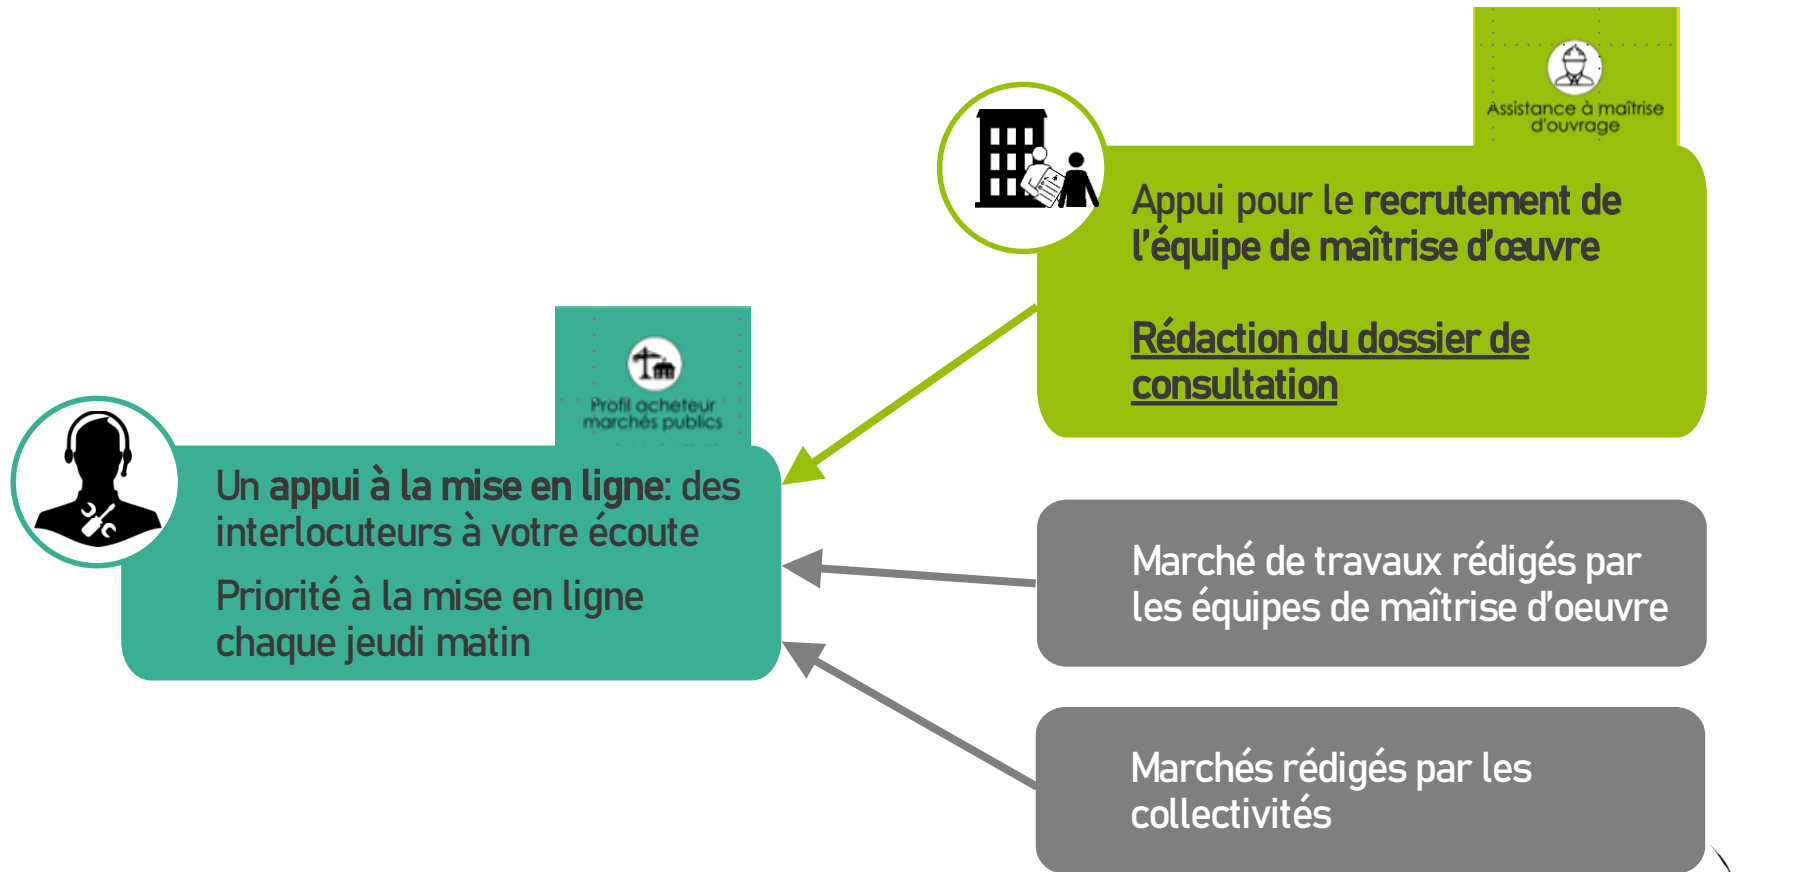 Assistance à maîtrise
d'ouvrage
Appui pour le recrutement de
l'équipe de maîtrise d'œuvre
Rédaction du dossier de
consultation
Profil acheteur
marchés publics
Un appui à la mise en ligne: des
interlocuteurs à votre écoute
Priorité à la mise en ligne
chaque jeudi matin
Marché de travaux rédigés par
les équipes de maîtrise d'oeuvre
Marchés rédigés par les
collectivités